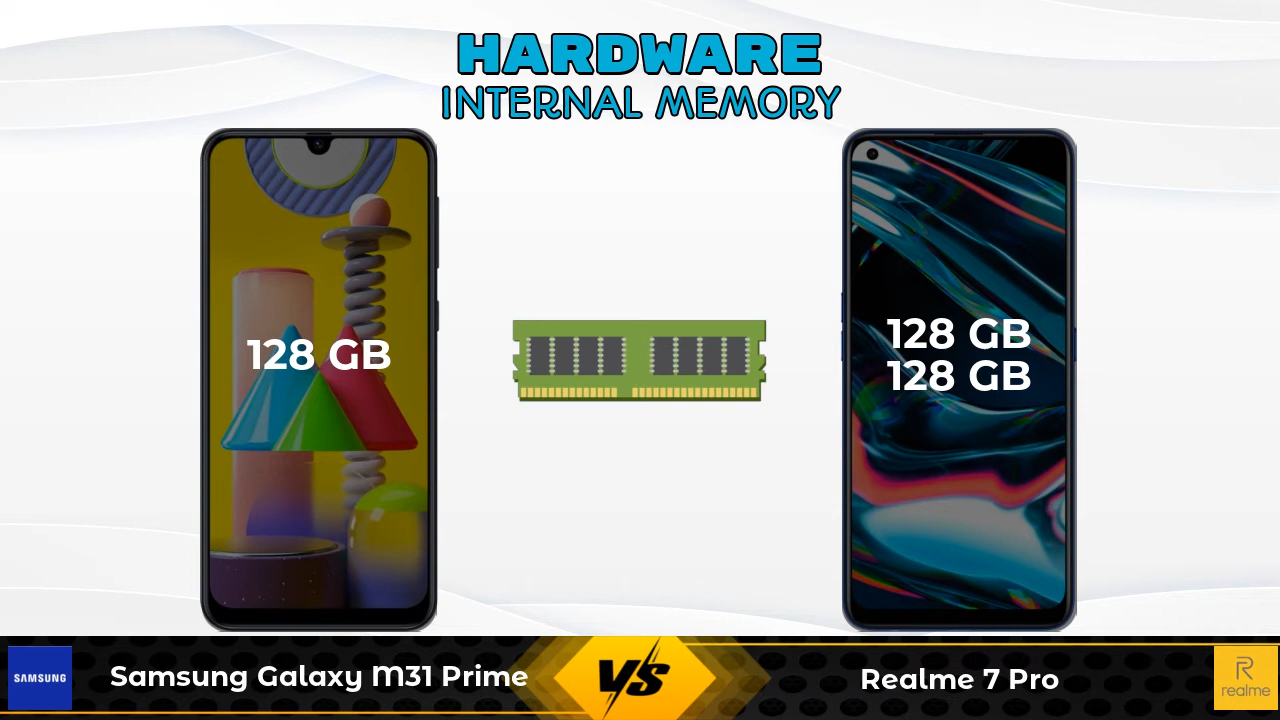 HARDWARE
INTERNAL MEMORY
128 GB
128 GB
128 GB
SAMSUNG
Samsung Galaxy M31 Prime
VS
Realme 7 Pro
R
realme